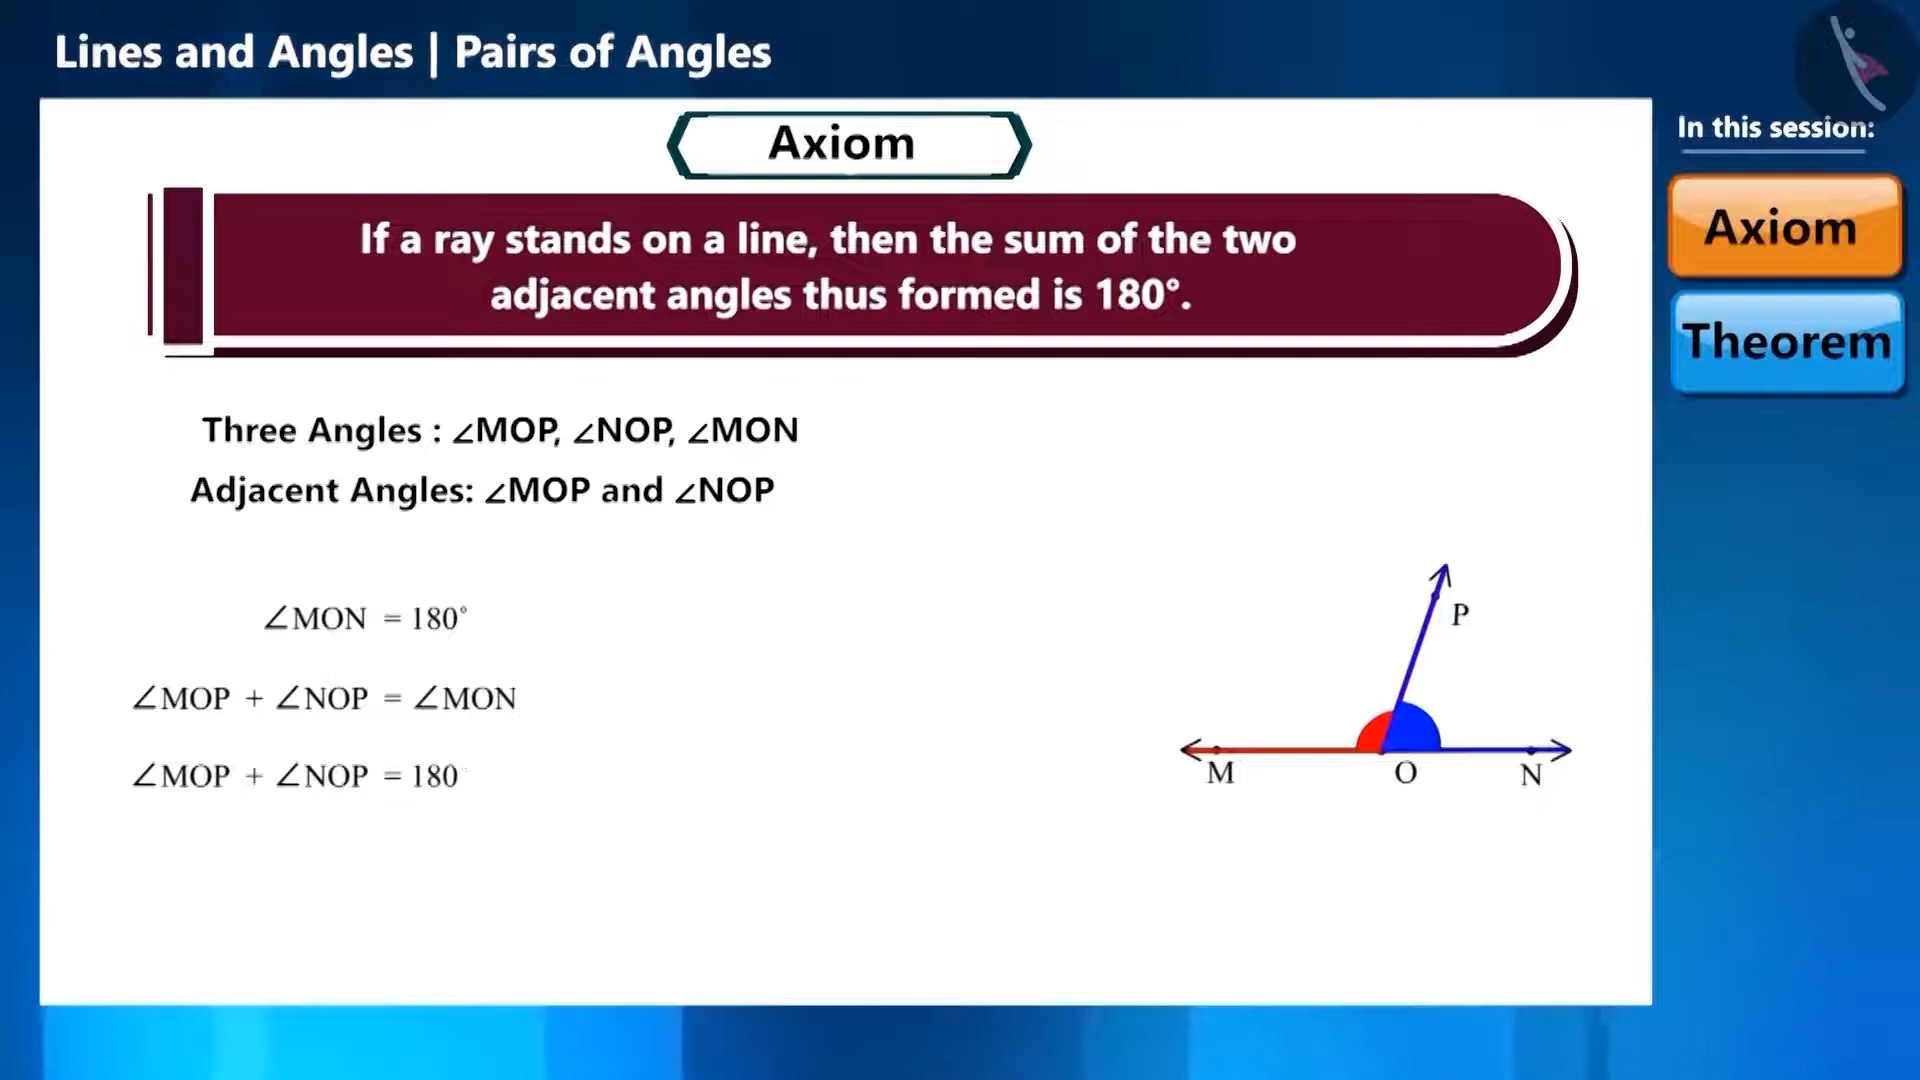 Lines and Angles | Pairs of Angles
In this session:
Axiom
Theorem
Axiom
If a ray stands on a line, then the sum of the two
adjacent angles thus formed is 180°.
Three Angles : ∠MOP, ∠NOP, ∠MON
Adjacent Angles: ∠MOP and ∠NOP
∠MON = 180°
∠MOP + ∠NOP = ∠MON
∠MOP + ∠NOP = 180
P
M
O
N